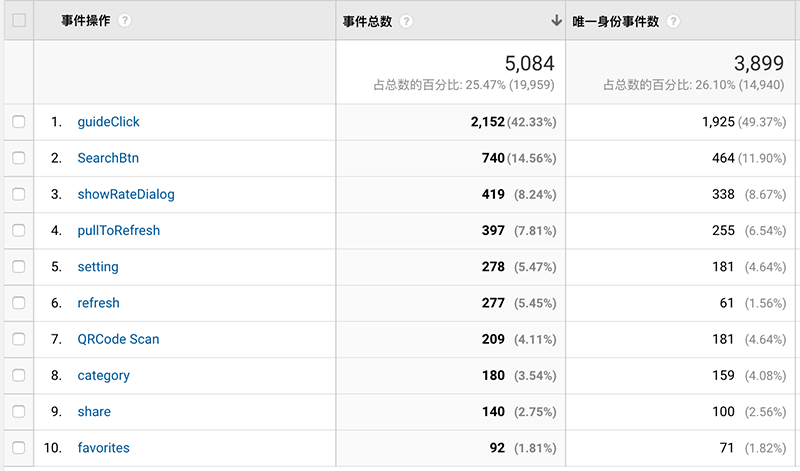 事件操作 ? 事件总数 ? 唯一身份事件数 ?
5,084 3,899
占总数的百分比: 25.47% (19,959) 占总数的百分比: 26.10% (14,940)
1. guideClick 2,152(42.33%) 1,925(49.37%)
2. SearchBtn 740(14.56%) 464(11.90%)
3. showRateDialog 419 (8.24%) 338 (8.67%)
4. pullToRefresh 397 (7.81%) 255 (6.54%)
5. setting 278 (5.47%) 181 (4.64%)
6. refresh 277 (5.45%) 61 (1.56%)
7. QRCode Scan 209 (4.11%) 181 (4.64%)
8. category 180 (3.54%) 159 (4.08%)
9. share 140 (2.75%) 100 (2.56%)
10. favorites 92 (1.81%) 71 (1.82%)